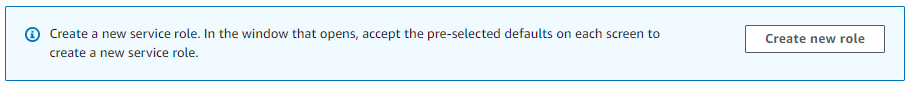 Create a new service role. In the window that opens, accept the pre-selected defaults on each screen to
create a new service role.
Create new role